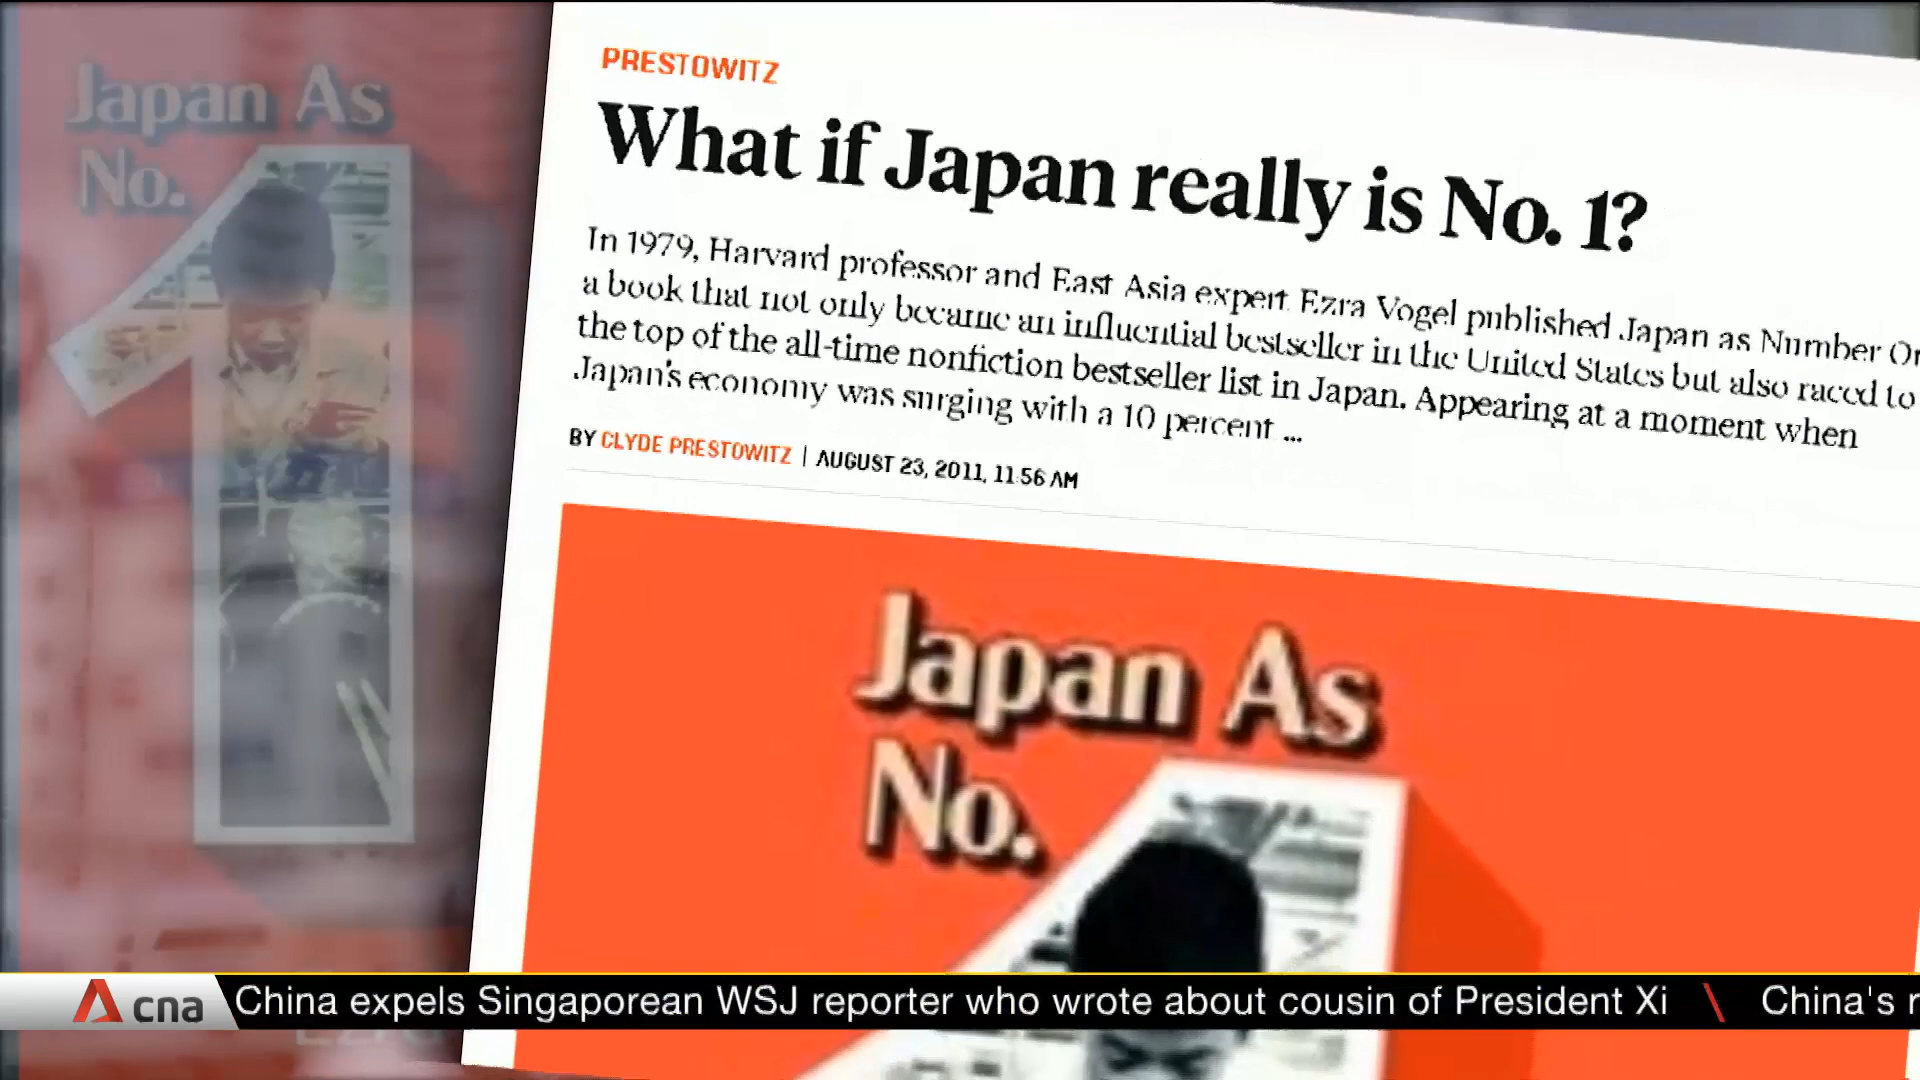 Japan As
No.
PRESTOWITZ
What if Japan really is No. 1?
In 1979, Harvard professor and East Asia expert Ezra Vogel published Japan as Number
a book that not only became an influential bestseller in the United States but also raced to
the top of the all-time nonfiction bestseller list in Japan. Appearing at a moment when
Japan's economy was surging with a 10 percent ...
BY CLYDE PRESTOWITZ | AUGUST 23, 2011, 11:56 AM
Japan As
No.
cna China expels Singaporean WSJ reporter who wrote about cousin of President Xi \ China's